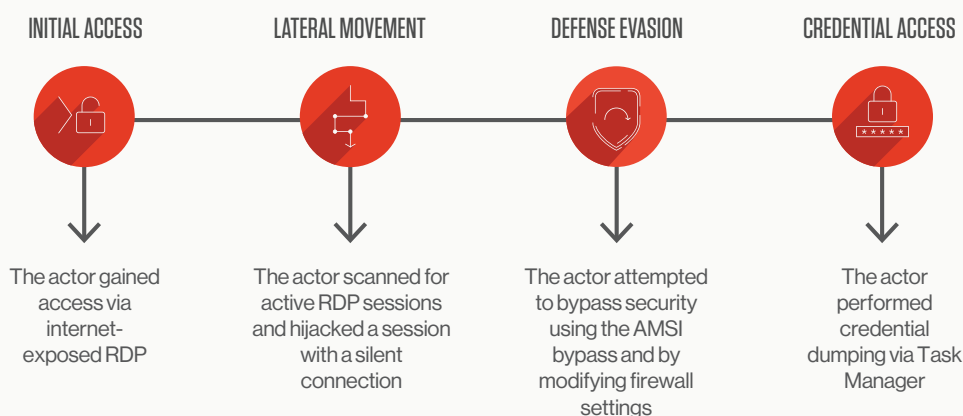 INITIAL ACCESS
The actor gained
access via
internet-
exposed RDP
LATERAL MOVEMENT
The actor scanned for
active RDP sessions
and hijacked a session
with a silent
connection
DEFENSE EVASION
The actor attempted
to bypass security
using the AMSI
bypass and by
modifying firewall
settings
CREDENTIAL ACCESS
*****
The actor
performed
credential
dumping via Task
Manager